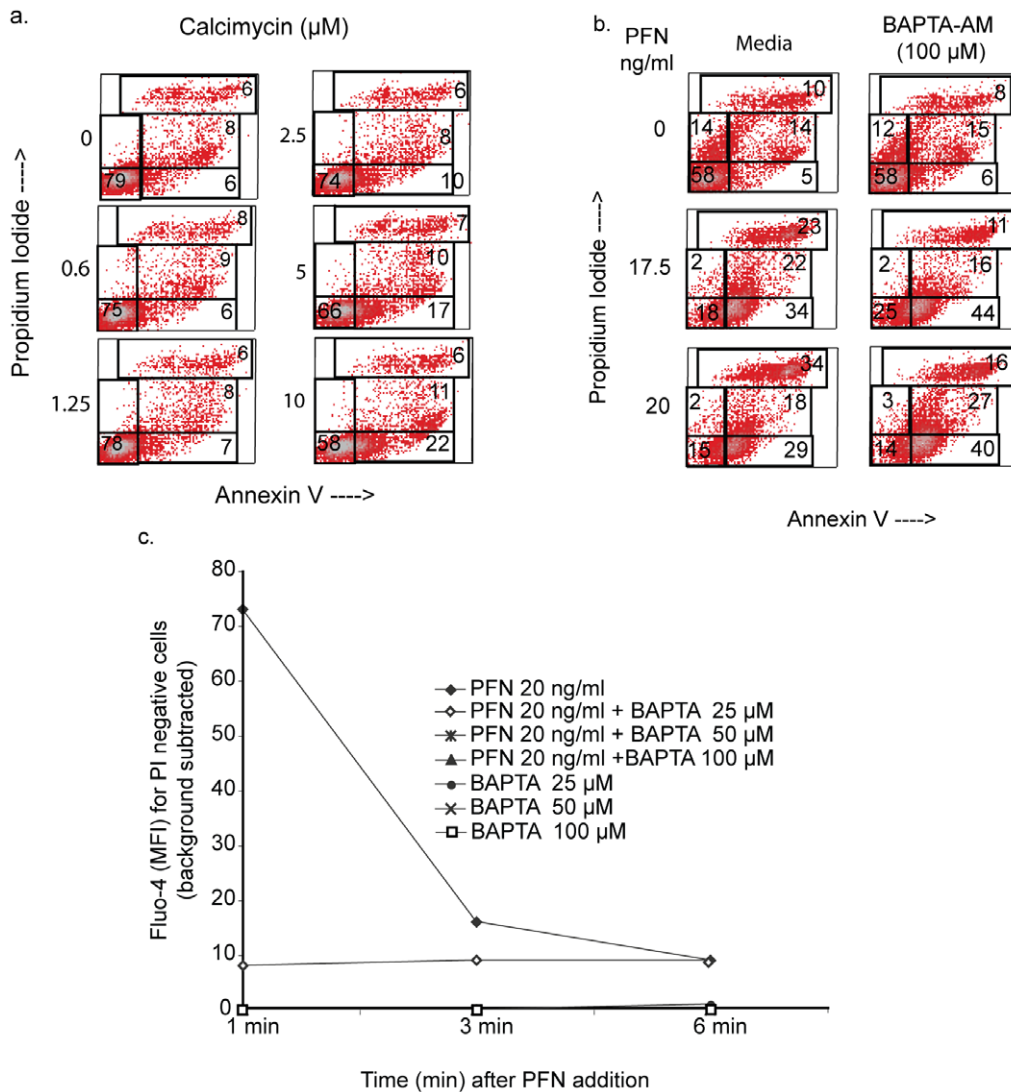 a.
Calcimycin (µM)
b.
PFN
ng/ml
Media
BAPTA-AM
(100 µM)
Propidium Iodide ----->
0
6
8
79
6
2.5
6
8
74
10
0.6
8
9
75
6
5
7
10
66
17
1.25
6
8
78
7
10
6
11
58
22
Annexin V ---->
Propidium Iodide ---->
0
10
14
14
58
5
8
12
15
58
6
17.5
23
2
22
18
34
11
2
16
25
44
20
34
2
18
15
29
16
3
27
14
40
Annexin V ---->
c.
Fluo-4 (MFI) for PI negative cells
(background subtracted)
80
70
60
50
40
30
20
10
0
PFN 20 ng/ml
PFN 20 ng/ml + BAPTA 25 µM
PFN 20 ng/ml + BAPTA 50 µM
PFN 20 ng/ml +BAPTA 100 µM
BAPTA 25 µM
BAPTA 50 µM
BAPTA 100 µM
1 min
3 min
6 min
Time (min) after PFN addition